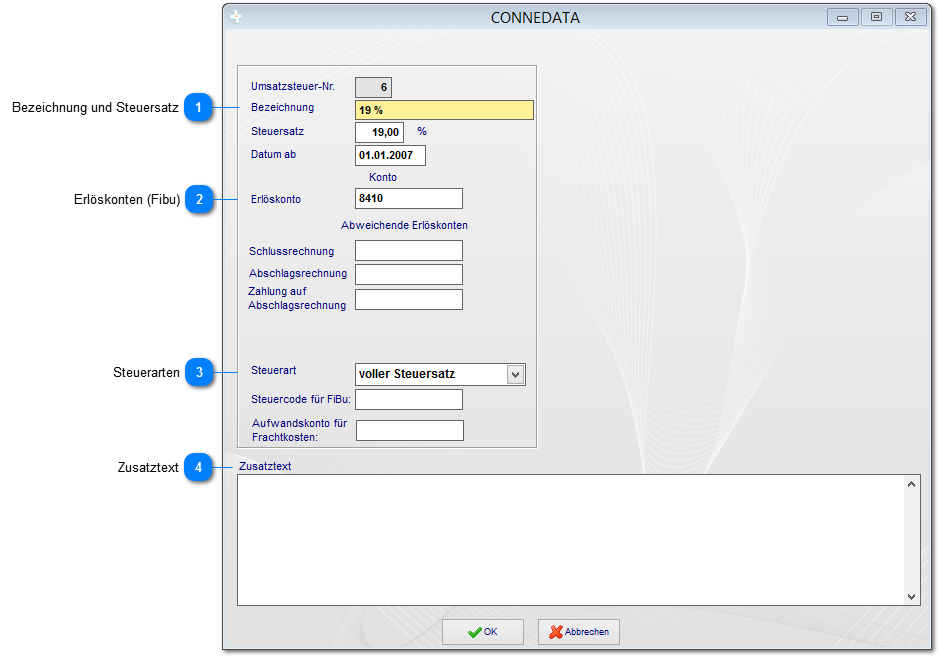 CONNEDATA
Umsatzsteuer-Nr. 6
Bezeichnung und Steuersatz 1 Bezeichnung 19 %
Steuersatz 19,00 %
Datum ab 01.01.2007
Konto
Erlöskonten (Fibu) 2 Erlöskonto 8410
Abweichende Erlöskonten
Schlussrechnung
Abschlagsrechnung
Zahlung auf
Abschlagsrechnung
Steuerarten 3 Steuerart voller Steuersatz
Steuercode für FiBu:
Aufwandskonto für
Frachtkosten:
Zusatztext 4 Zusatztext
OK Abbrechen